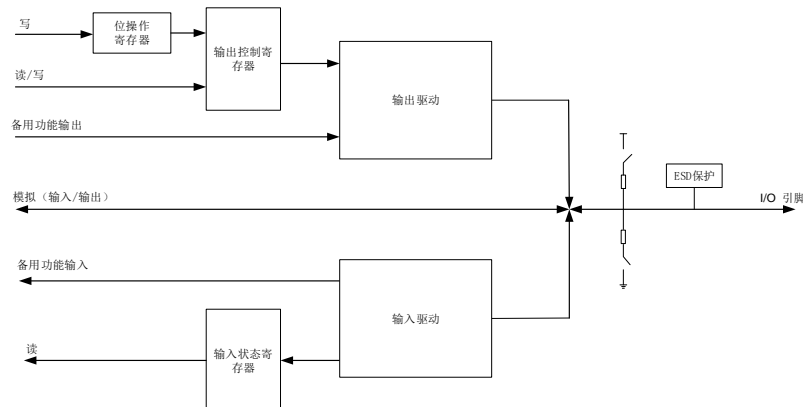 写
位操作
寄存器
输出控制寄
存器
读/写
输出驱动
备用功能输出
ESD保护
模拟（输入/输出）
I/O 引脚
备用功能输入
输入驱动
读
输入状态寄
存器